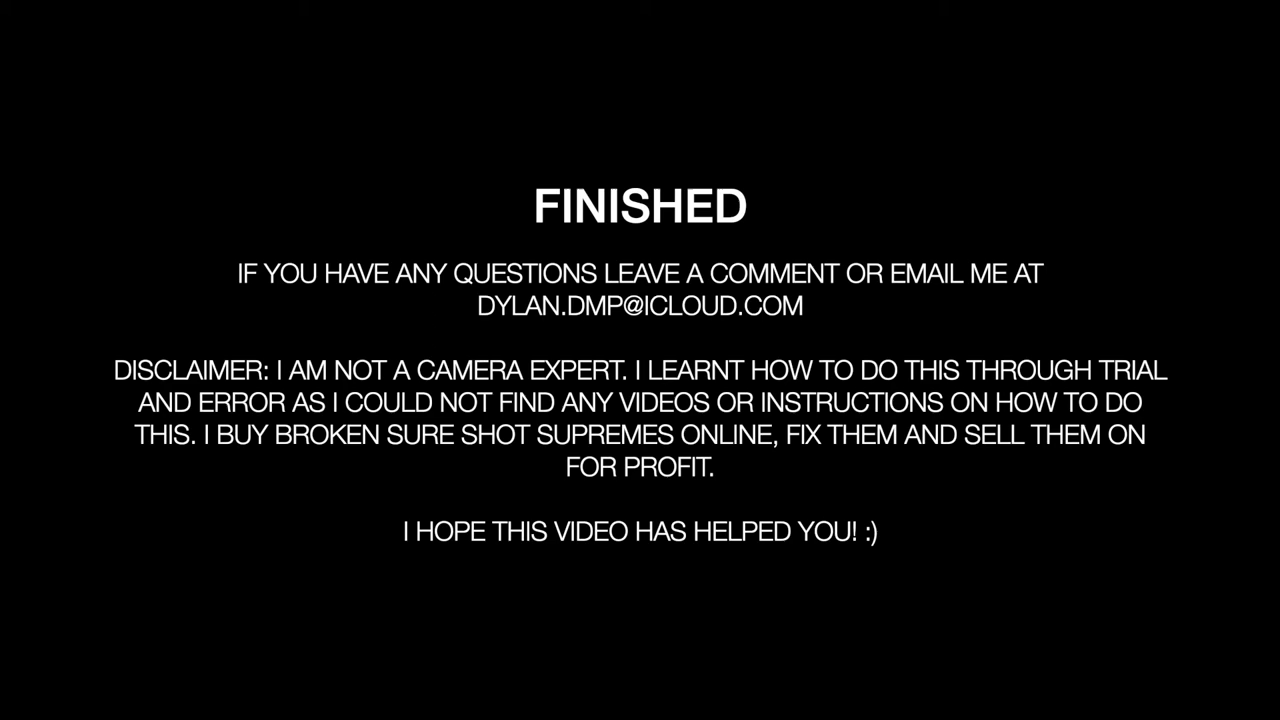 FINISHED
IF YOU HAVE ANY QUESTIONS LEAVE A COMMENT OR EMAIL ME AT
DYLAN.DMP@ICLOUD.COM
DISCLAIMER: I AM NOT A CAMERA EXPERT. I LEARNT HOW TO DO THIS THROUGH TRIAL
AND ERROR AS I COULD NOT FIND ANY VIDEOS OR INSTRUCTIONS ON HOW TO DO
THIS. I BUY BROKEN SURE SHOT SUPREMES ONLINE, FIX THEM AND SELL THEM ON
FOR PROFIT.
I HOPE THIS VIDEO HAS HELPED YOU! :)